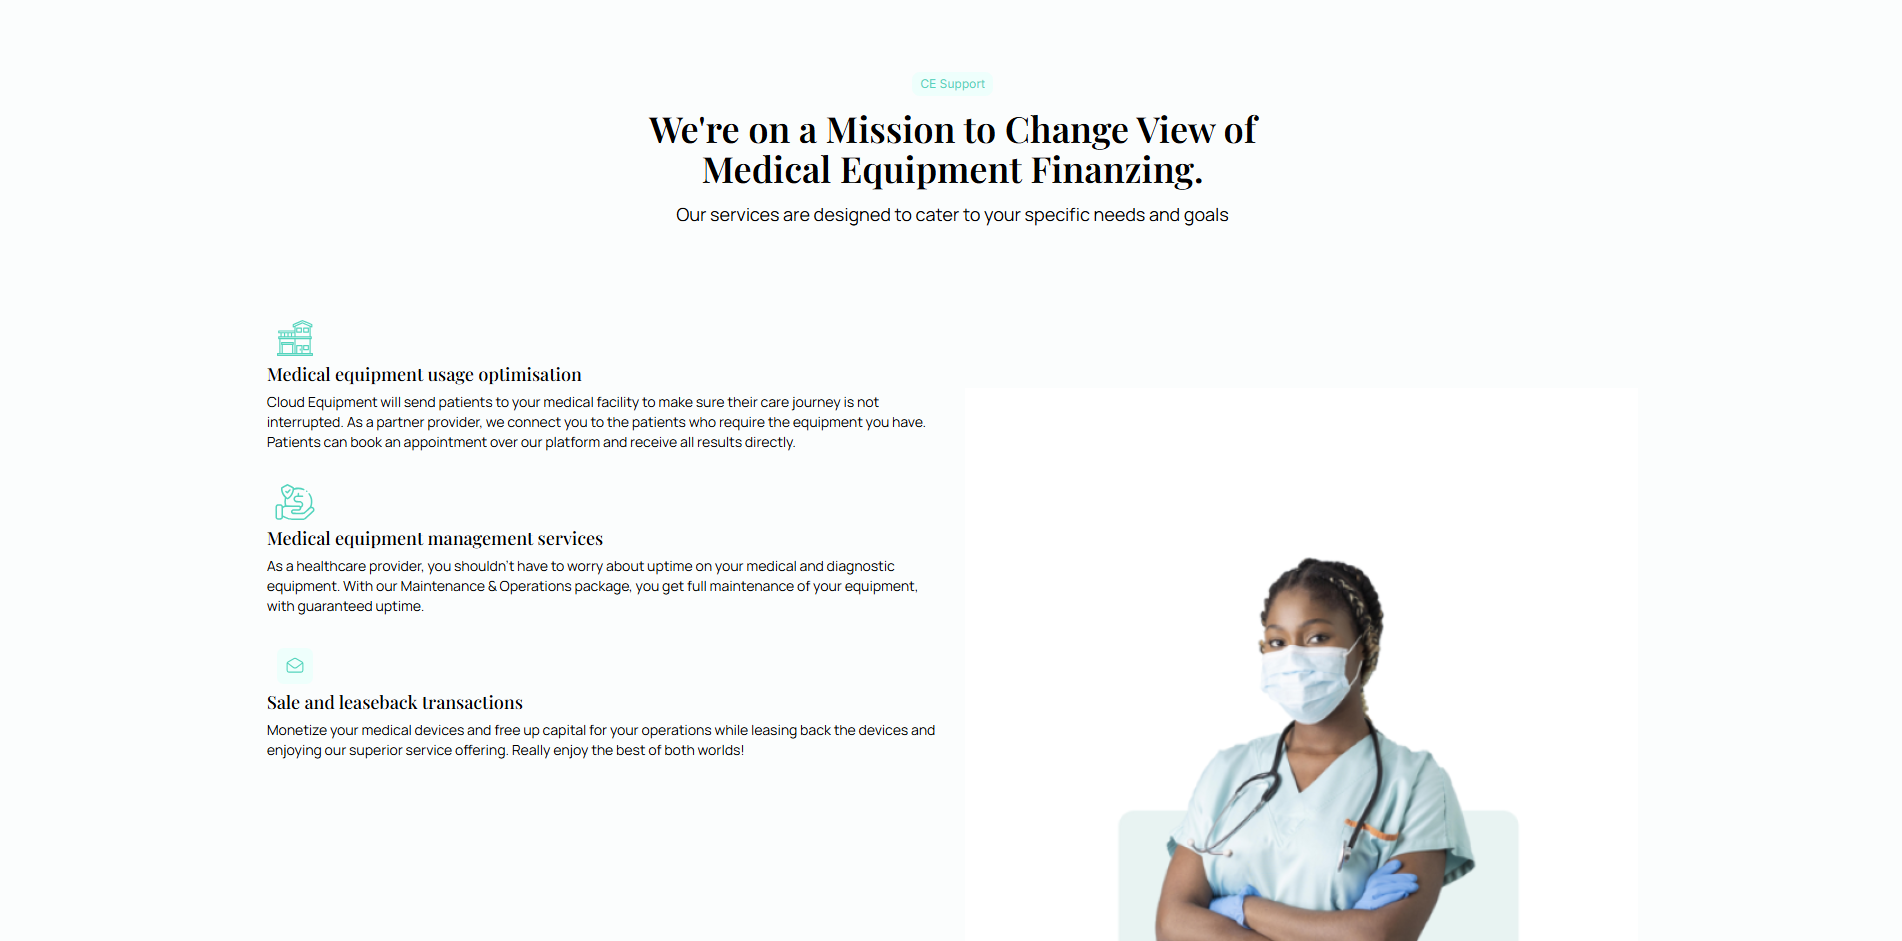 CE Support
We're on a Mission to Change View of
Medical Equipment Finanzing.
Our services are designed to cater to your specific needs and goals
Medical equipment usage optimisation
Cloud Equipment will send patients to your medical facility to make sure their care journey is not
interrupted. As a partner provider, we connect you to the patients who require the equipment you have.
Patients can book an appointment over our platform and receive all results directly.
Medical equipment management services
As a healthcare provider, you shouldn't have to worry about uptime on your medical and diagnostic
equipment. With our Maintenance & Operations package, you get full maintenance of your equipment,
with guaranteed uptime.
Sale and leaseback transactions
Monetize your medical devices and free up capital for your operations while leasing back the devices and
enjoying our superior service offering. Really enjoy the best of both worlds!